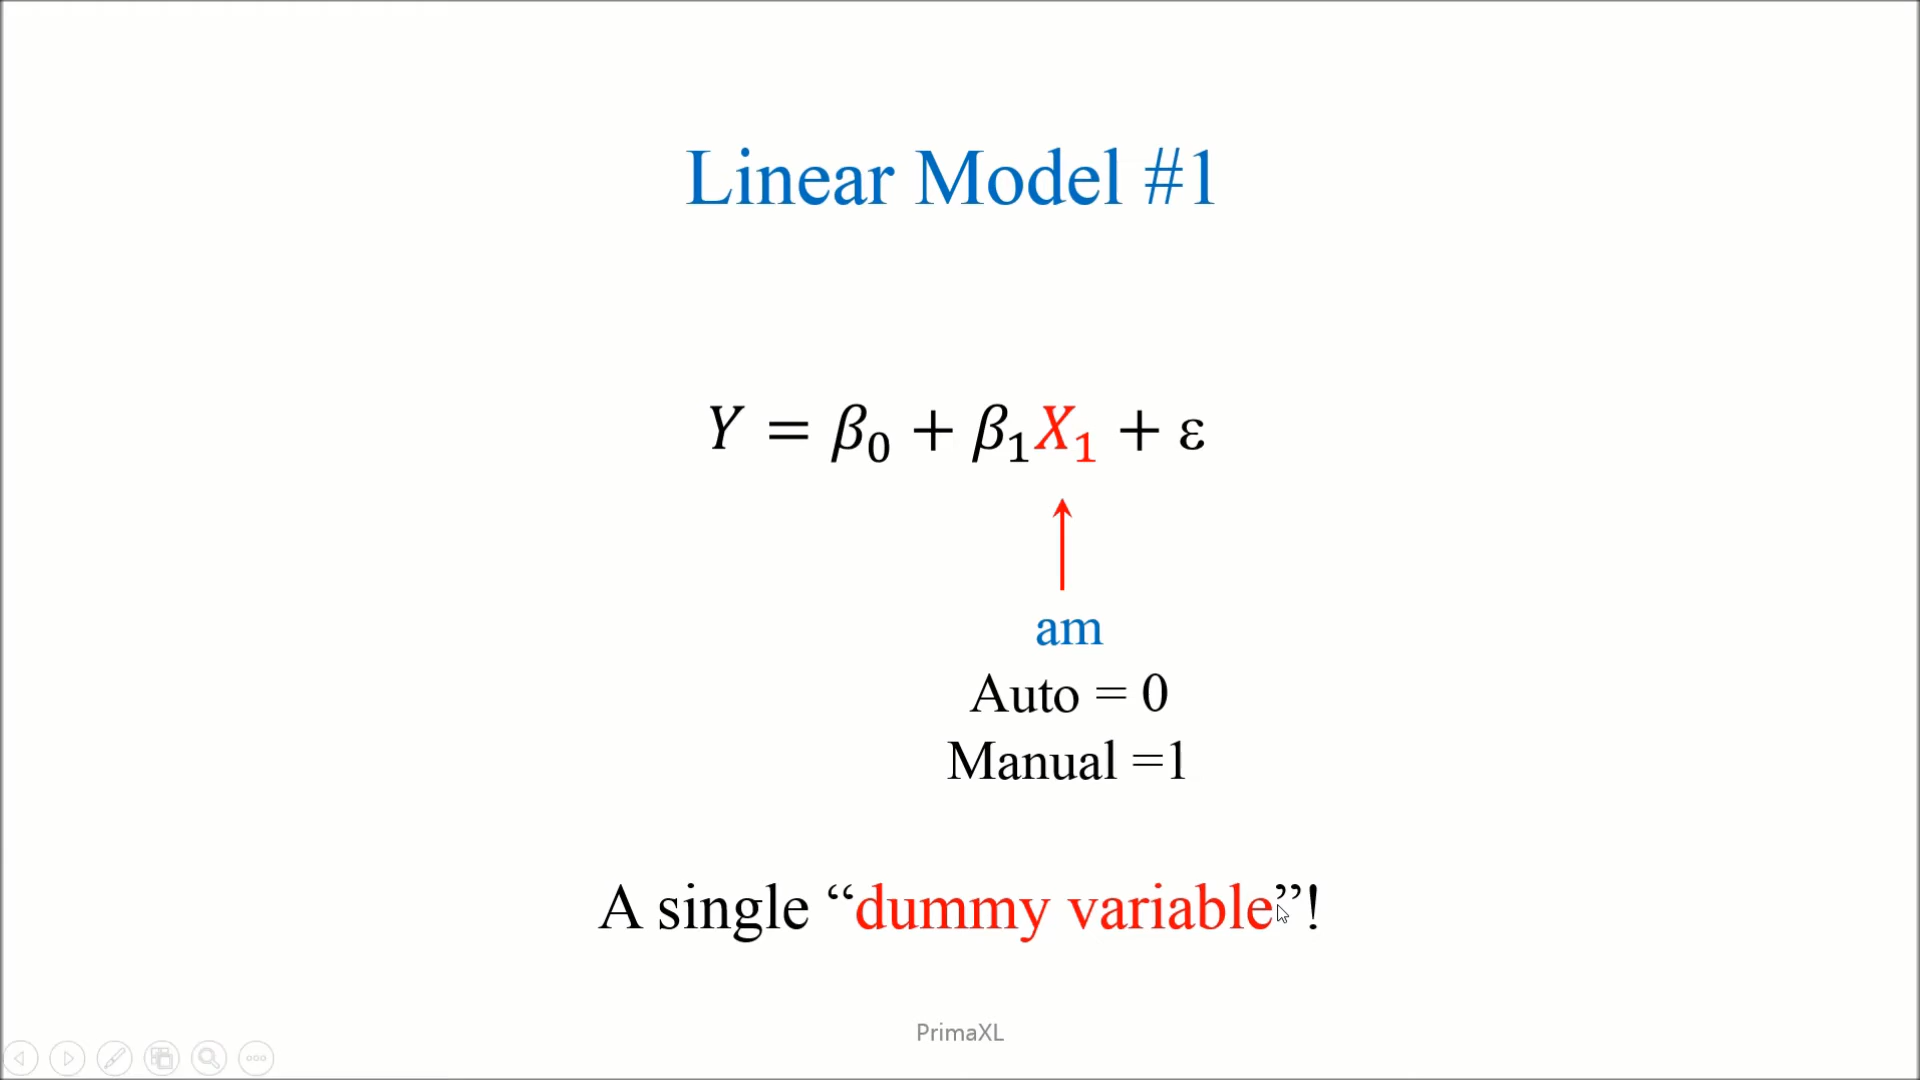 Linear Model #1
Y = β₀ + β₁X₁ + ε
am
Auto = 0
Manual =1
A single “dummy variable”!
PrimaXL